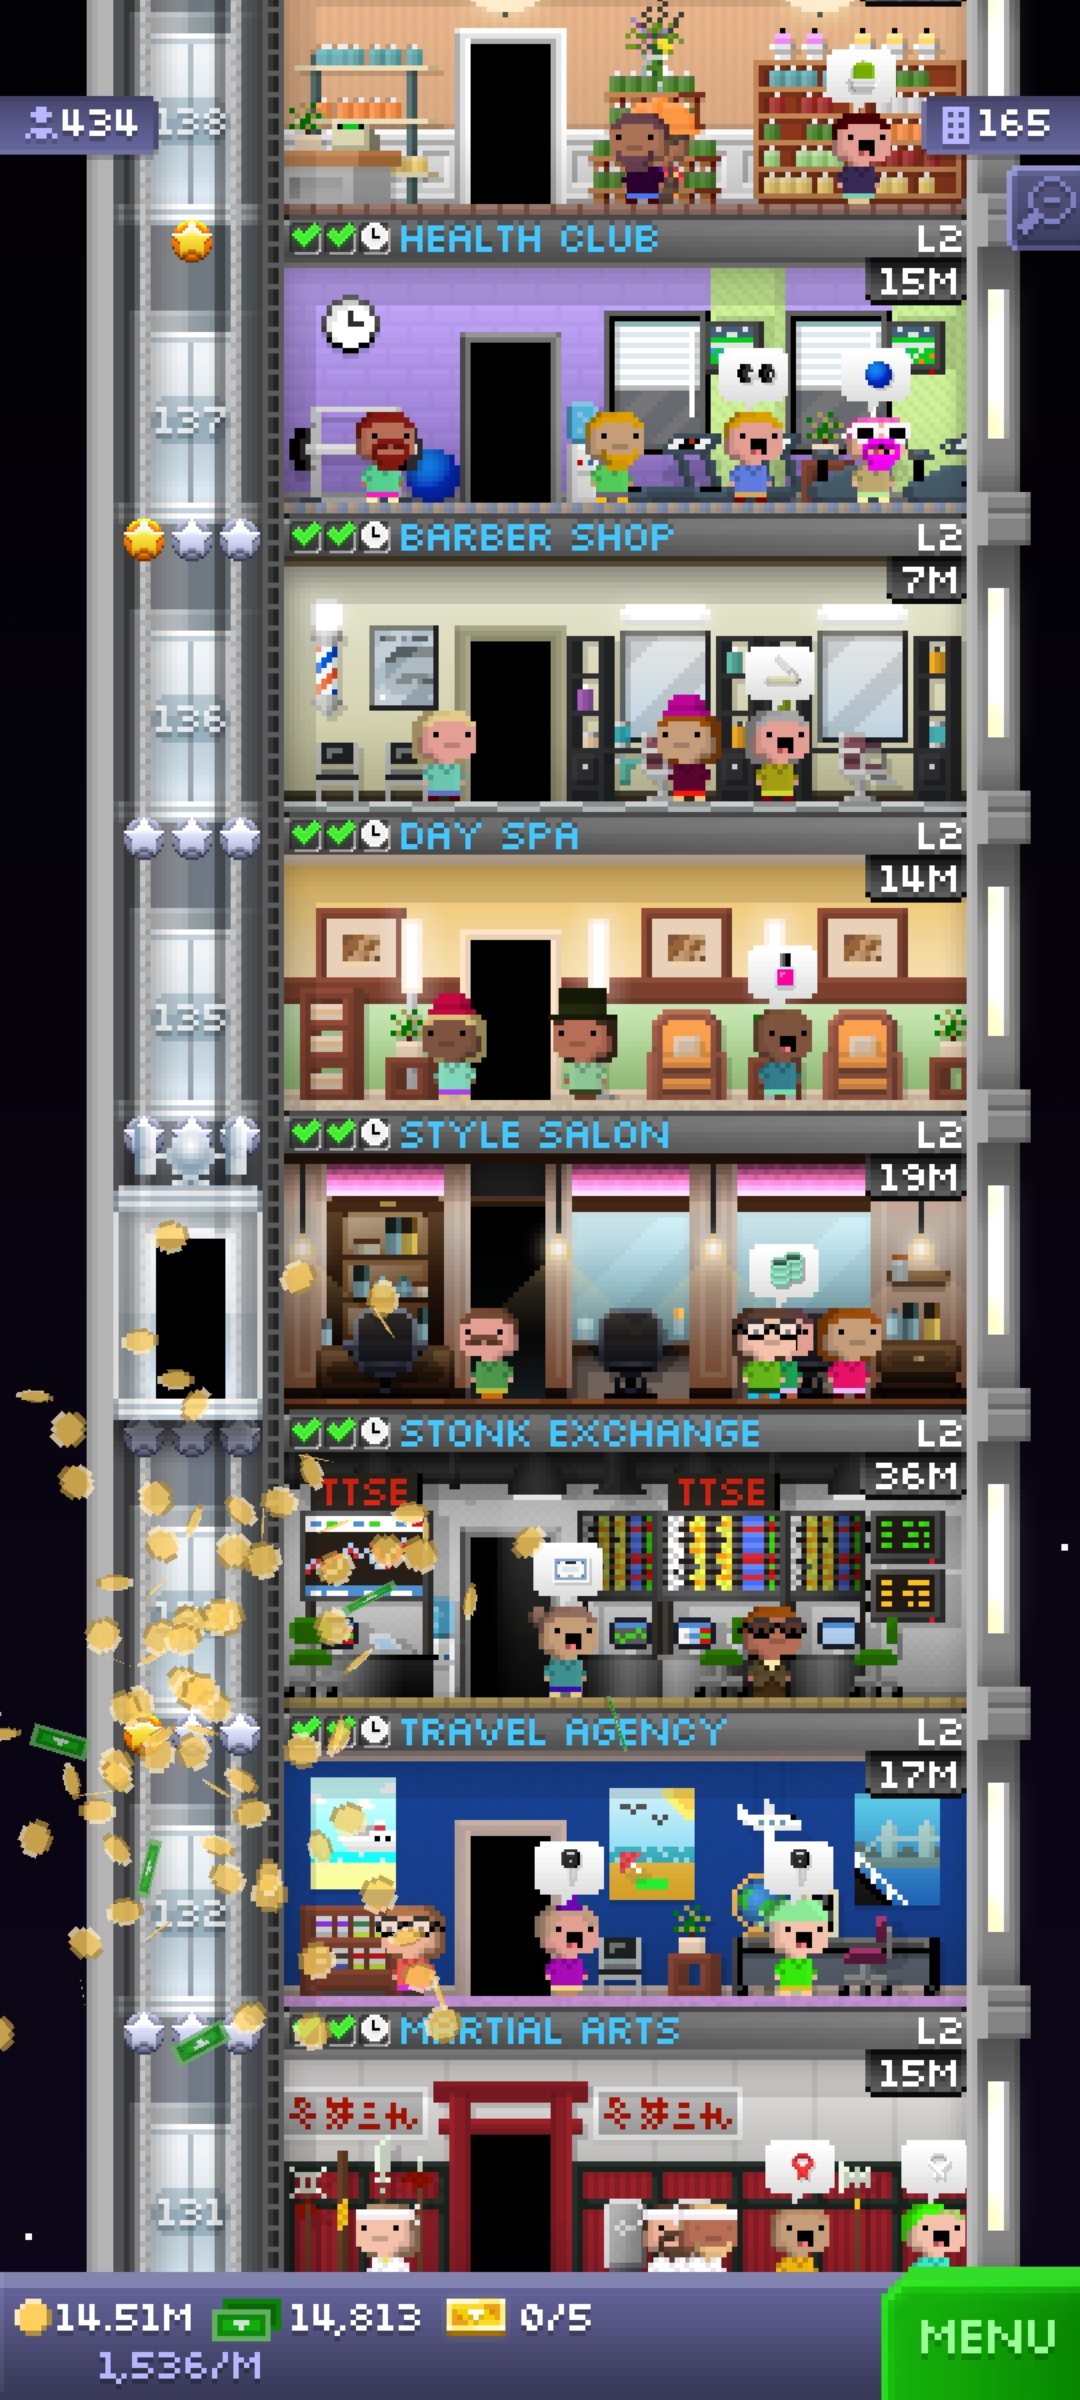 434
138
165
HEALTH CLUB L2
15M
137
BARBER SHOP L2
7M
136
DAY SPA L2
14M
135
STYLE SALON L2
19M
STONK EXCHANGE L2
36M
TTSE TTSE
TRAVEL AGENCY L2
17M
132
MARTIAL ARTS L2
15M
131
14.51M 14,813 0/5
1,536/M
MENU